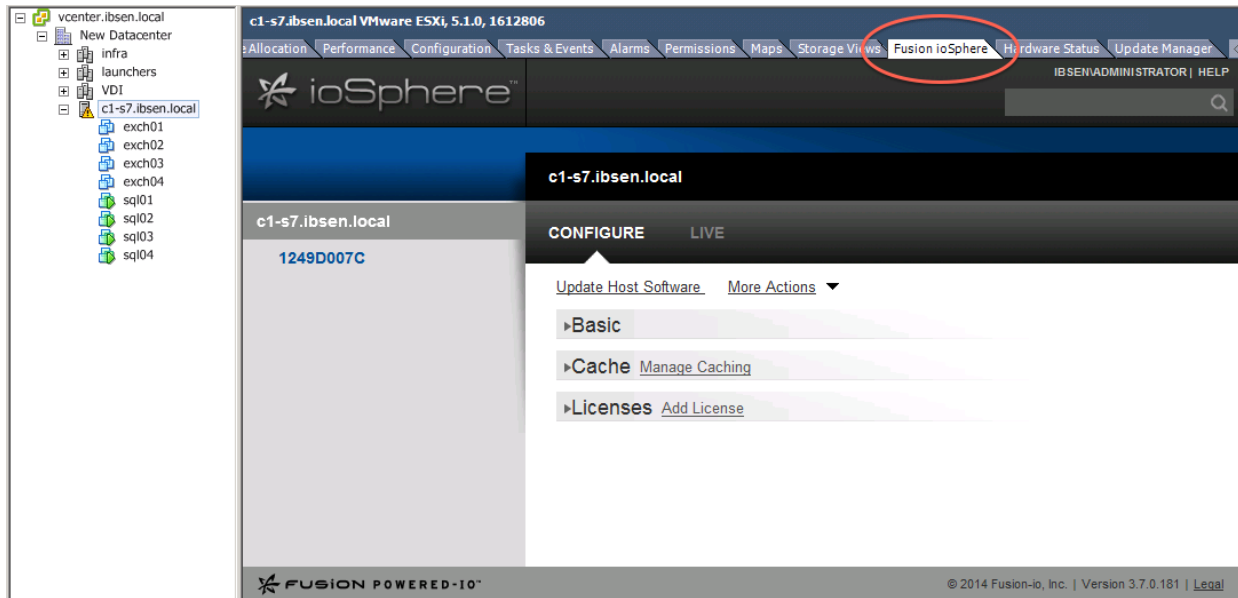 vcenter.ibsen.local
New Datacenter
infra
launchers
VDI
c1-s7.ibsen.local
exch01
exch02
exch03
exch04
sql01
sql02
sql03
sql04
c1-s7.ibsen.local VMware ESXi, 5.1.0, 1612806
e Allocation Performance Configuration Tasks & Events Alarms Permissions Maps Storage Views Fusion ioSphere Hardware Status Update Manager
ioSphere™
IBSEN\ADMINISTRATOR | HELP
c1-s7.ibsen.local
c1-s7.ibsen.local
1249D007C
CONFIGURE LIVE
Update Host Software More Actions
Basic
Cache Manage Caching
Licenses Add License
FUSiON POWERED-IO™
© 2014 Fusion-io, Inc. | Version 3.7.0.181 | Legal